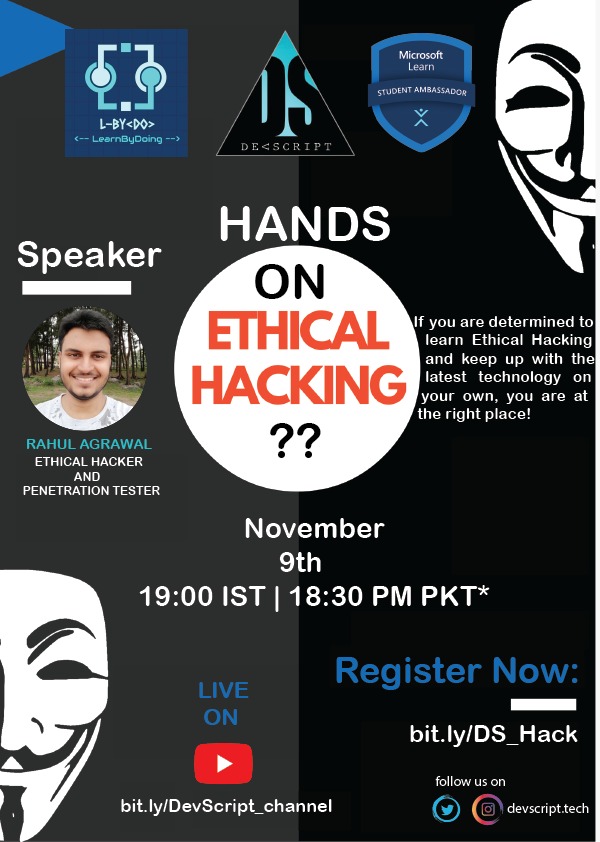 L-BY<DO>
<-- LearnByDoing -->
DS
DE<SCRIPT
Microsoft
Learn
STUDENT AMBASSADOR
HANDS
ON
ETHICAL
HACKING
??
Speaker
RAHUL AGRAWAL
ETHICAL HACKER
AND
PENETRATION TESTER
If you are determined to
learn Ethical Hacking
and keep up with the
latest technology on
your own, you are at
the right place!
November
9th
19:00 IST | 18:30 PM PKT*
LIVE
ON
bit.ly/DevScript_channel
Register Now:
bit.ly/DS_Hack
follow us on
devscript.tech